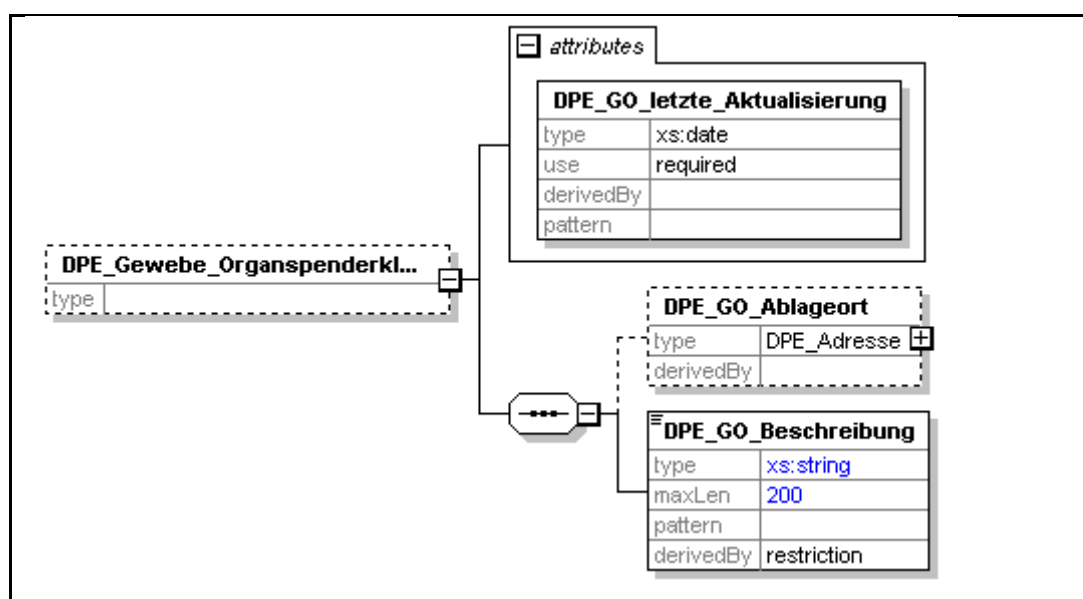 attributes
DPE_GO_letzte_Aktualisierung
type xs:date
use required
derivedBy
pattern
DPE_Gewebe_Organspenderkl...
type
DPE_GO_Ablageort
type DPE_Adresse
derivedBy
DPE_GO_Beschreibung
type xs:string
maxLen 200
pattern
derivedBy restriction